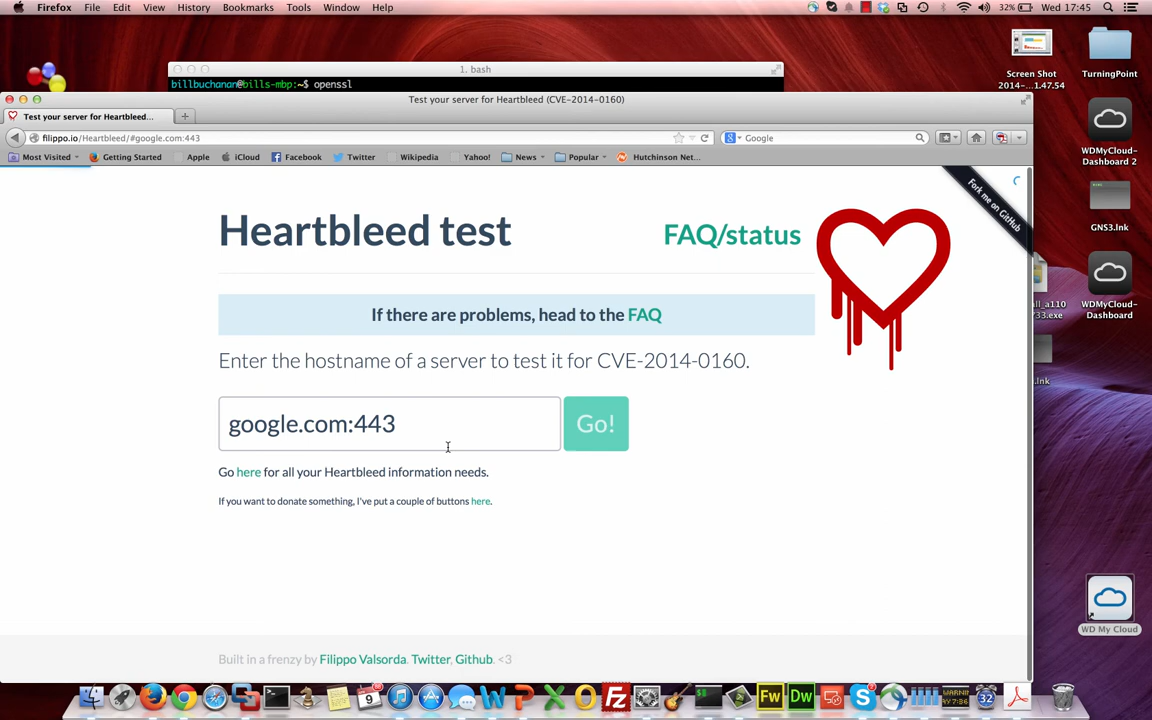 Firefox File Edit View History Bookmarks Tools Window Help
32% Wed 17:45
1. bash
billbuchanan@bills-mbp:~$ openssl
Test your server for Heartbleed (CVE-2014-0160)
Test your server for Heartbleed...
filippo.io/Heartbleed/#google.com:443
Google
Most Visited Getting Started Apple iCloud Facebook Twitter Wikipedia Yahoo! News Popular Hutchinson Net...
Fork me on GitHub
Heartbleed test
FAQ/status
If there are problems, head to the FAQ
Enter the hostname of a server to test it for CVE-2014-0160.
google.com:443
Go!
Go here for all your Heartbleed information needs.
If you want to donate something, I've put a couple of buttons here.
Built in a frenzy by Filippo Valsorda. Twitter, Github. <3
Screen Shot
2014-...1.47.54
TurningPoint
WDMyCloud-
Dashboard 2
GNS3.lnk
WDMyCloud-
Dashboard
WD My Cloud
9
Fw
Dw
32